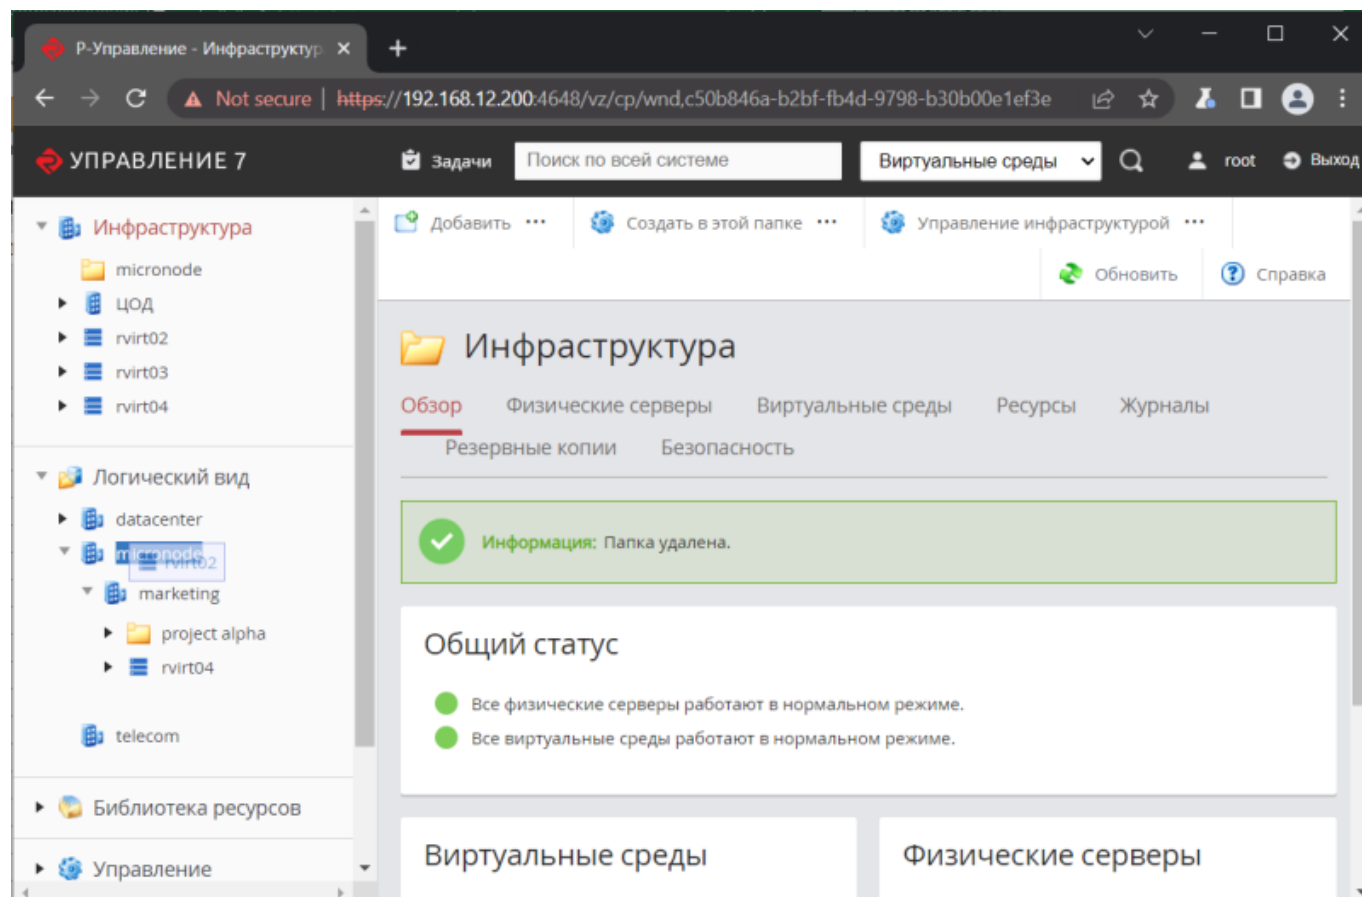 Р-Управление - Инфраструктур
Not secure | https://192.168.12.200:4648/vz/cp/wnd,c50b846a-b2bf-fb4d-9798-b30b00e1ef3e
УПРАВЛЕНИЕ 7
Задачи
Поиск по всей системе
Виртуальные среды
root
Выход
Инфраструктура
micronode
ЦОД
rvirt02
rvirt03
rvirt04
Логический вид
datacenter
micronode
rvirt02
marketing
project alpha
rvirt04
telecom
Библиотека ресурсов
Управление
Добавить
Создать в этой папке
Управление инфраструктурой
Обновить
Справка
Инфраструктура
Обзор Физические серверы Виртуальные среды Ресурсы Журналы
Резервные копии Безопасность
Информация: Папка удалена.
Общий статус
Все физические серверы работают в нормальном режиме.
Все виртуальные среды работают в нормальном режиме.
Виртуальные среды
Физические серверы